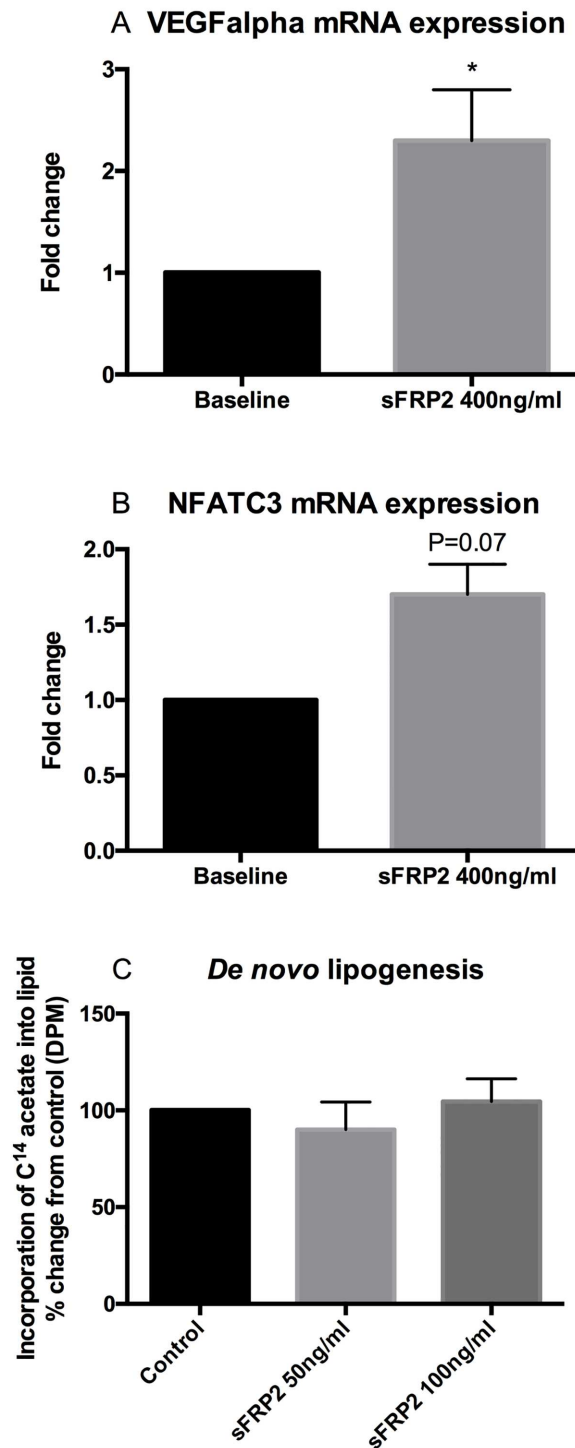 A VEGFalpha mRNA expression
*
3
2
1
0
Fold change
Baseline
sFRP2 400ng/ml
B NFATC3 mRNA expression
P=0.07
2.0
1.5
1.0
0.5
0.0
Fold change
Baseline
sFRP2 400ng/ml
C De novo lipogenesis
150
100
50
0
Incorporation of C¹⁴ acetate into lipid
% change from control (DPM)
Control
sFRP2 50ng/ml
sFRP2 100ng/ml